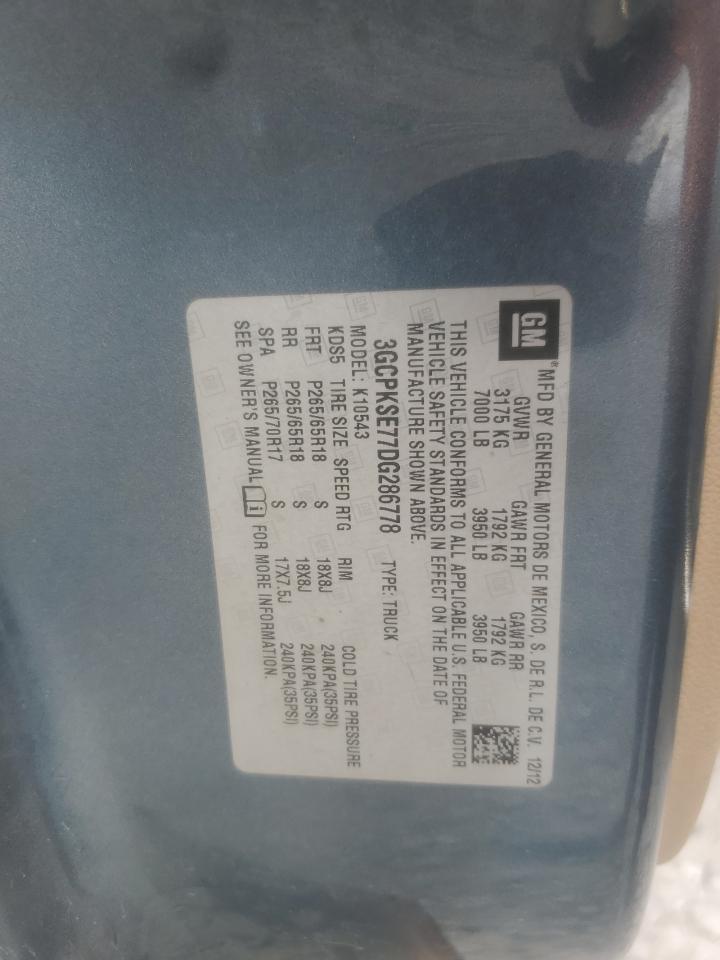 GM
® MFD BY GENERAL MOTORS DE MEXICO, S. DE R.L. DE C.V. 12/12
GVWR GAWR FRT GAWR RR
3175 KG 1792 KG 1792 KG
7000 LB 3950 LB 3950 LB
THIS VEHICLE CONFORMS TO ALL APPLICABLE U.S. FEDERAL MOTOR
VEHICLE SAFETY STANDARDS IN EFFECT ON THE DATE OF
MANUFACTURE SHOWN ABOVE.
3GCPKSE77DG286778 TYPE: TRUCK
MODEL: K10543
KDS5 TIRE SIZE SPEED RTG RIM COLD TIRE PRESSURE
FRT P265/65R18 S 18X8J 240KPA(35PSI)
RR P265/65R18 S 18X8J 240KPA(35PSI)
SPA P265/70R17 S 17X7.5J 240KPA(35PSI)
SEE OWNER'S MANUAL i FOR MORE INFORMATION.